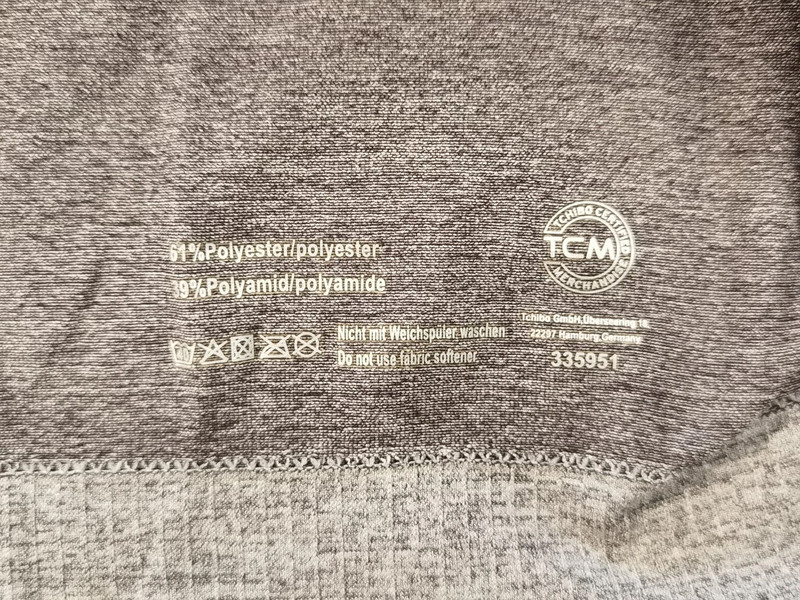 61%Polyester/polyester
39%Polyamid/polyamide
Nicht mit Weichspüler waschen
Do not use fabric softener
TCHIBO CERTIFIED
TCM
MERCHANDISE
Tchibo GmbH,Überseering 18,
22297 Hamburg,Germany
335951